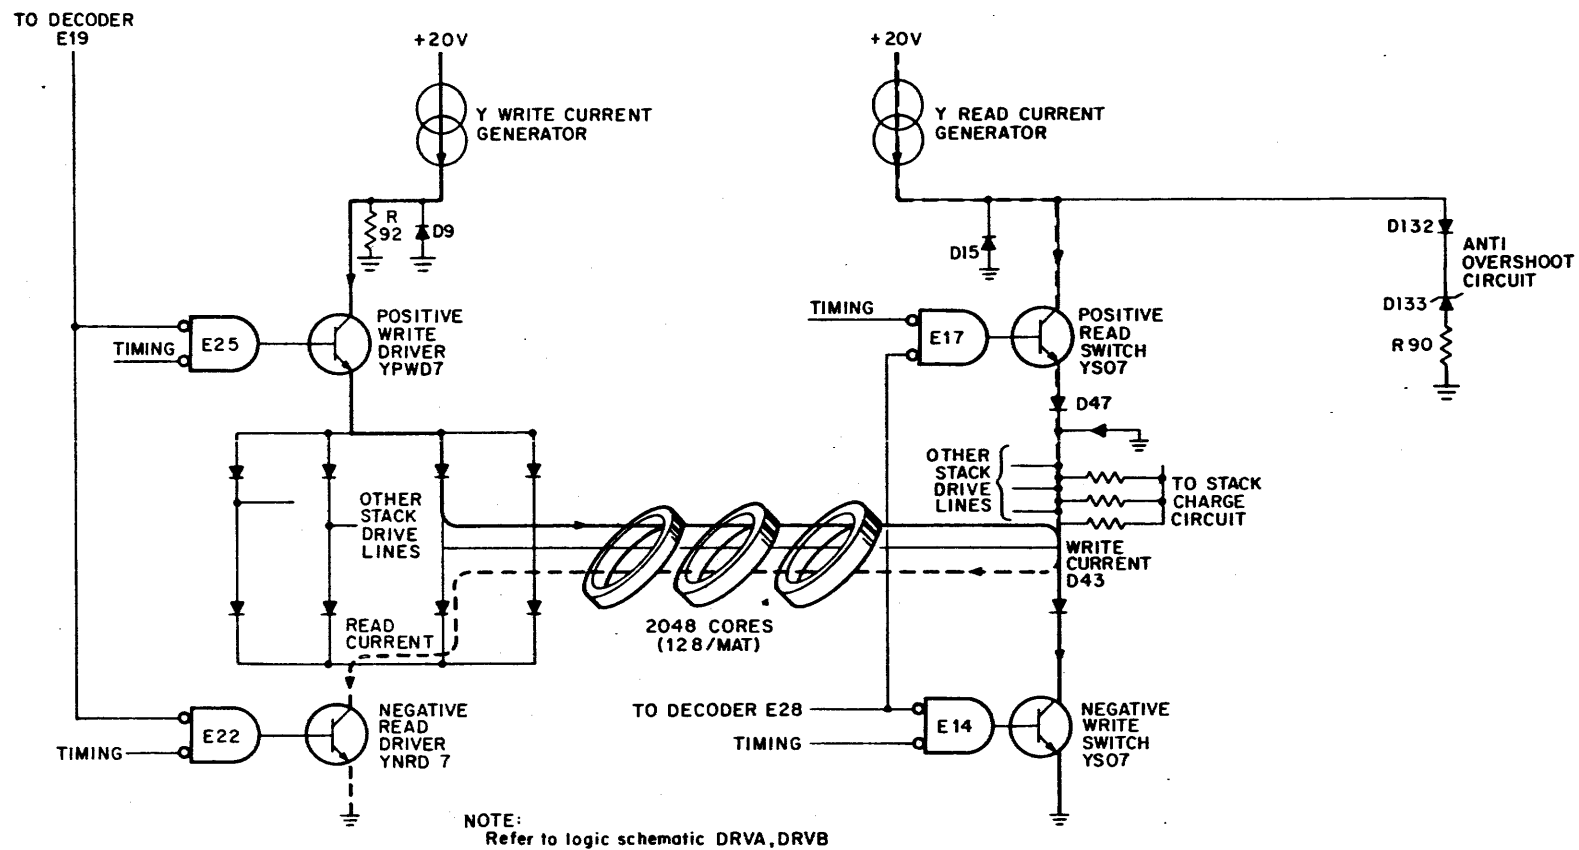 TO DECODER
E19
+20V
+20V
Y WRITE CURRENT
GENERATOR
Y READ CURRENT
GENERATOR
R
92
D9
D15
D132
ANTI
OVERSHOOT
CIRCUIT
D133
R90
TIMING
E25
POSITIVE
WRITE
DRIVER
YPWD7
TIMING
E17
POSITIVE
READ
SWITCH
YSO7
D47
OTHER
STACK
DRIVE
LINES
OTHER
STACK
DRIVE
LINES
TO STACK
CHARGE
CIRCUIT
WRITE
CURRENT
D43
READ
CURRENT
2048 CORES
(128/MAT)
TO DECODER E28
TIMING
E14
NEGATIVE
WRITE
SWITCH
YSO7
TIMING
E22
NEGATIVE
READ
DRIVER
YNRD 7
NOTE:
Refer to logic schematic DRVA, DRVB